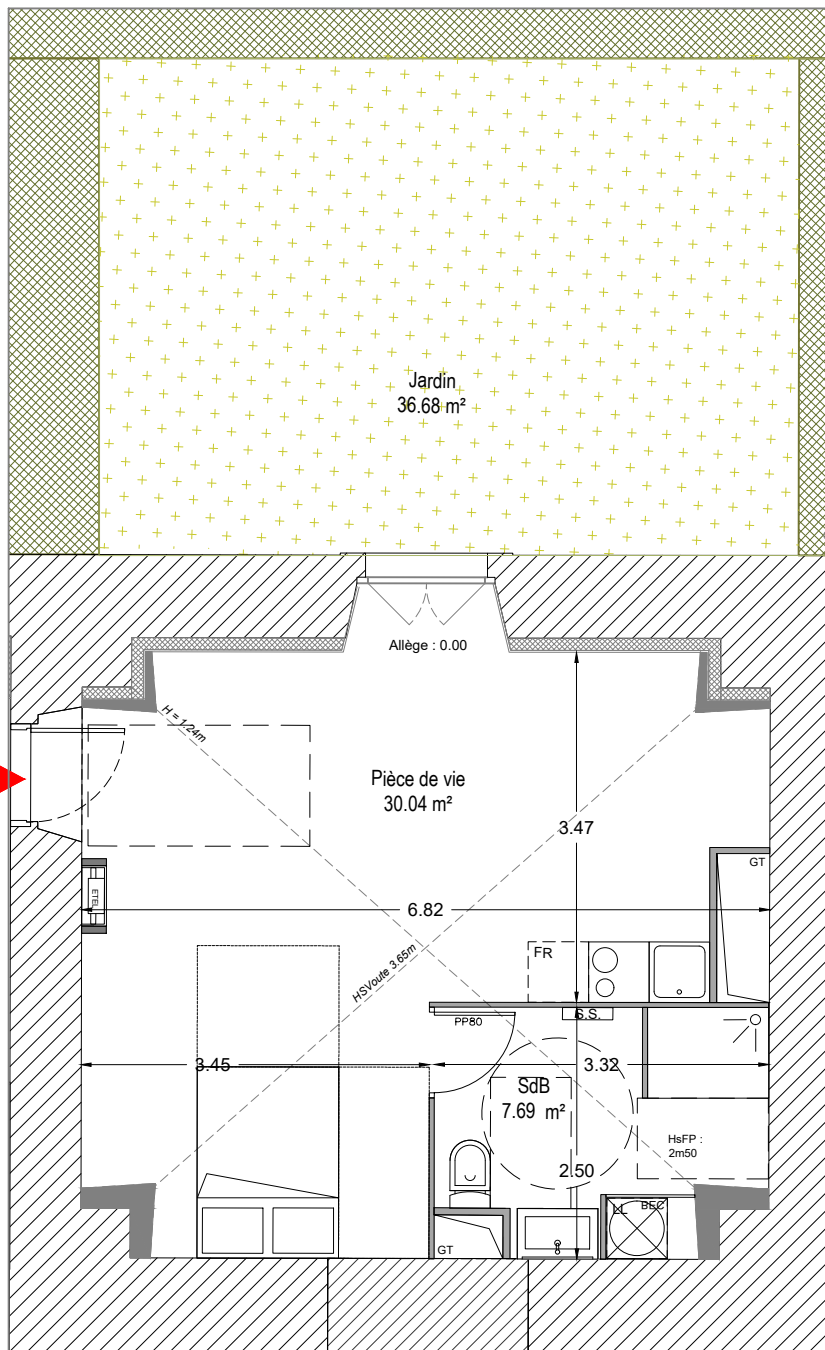 Jardin
36.68 m²
Allège : 0.00
H = 1.24m
Pièce de vie
30.04 m²
3.47
GT
ETEL
6.82
FR
HSVoute 3.65m
PP80
S.S.
3.45
3.32
SdB
7.69 m²
HsFP :
2m50
2.50
LL
BEC
GT